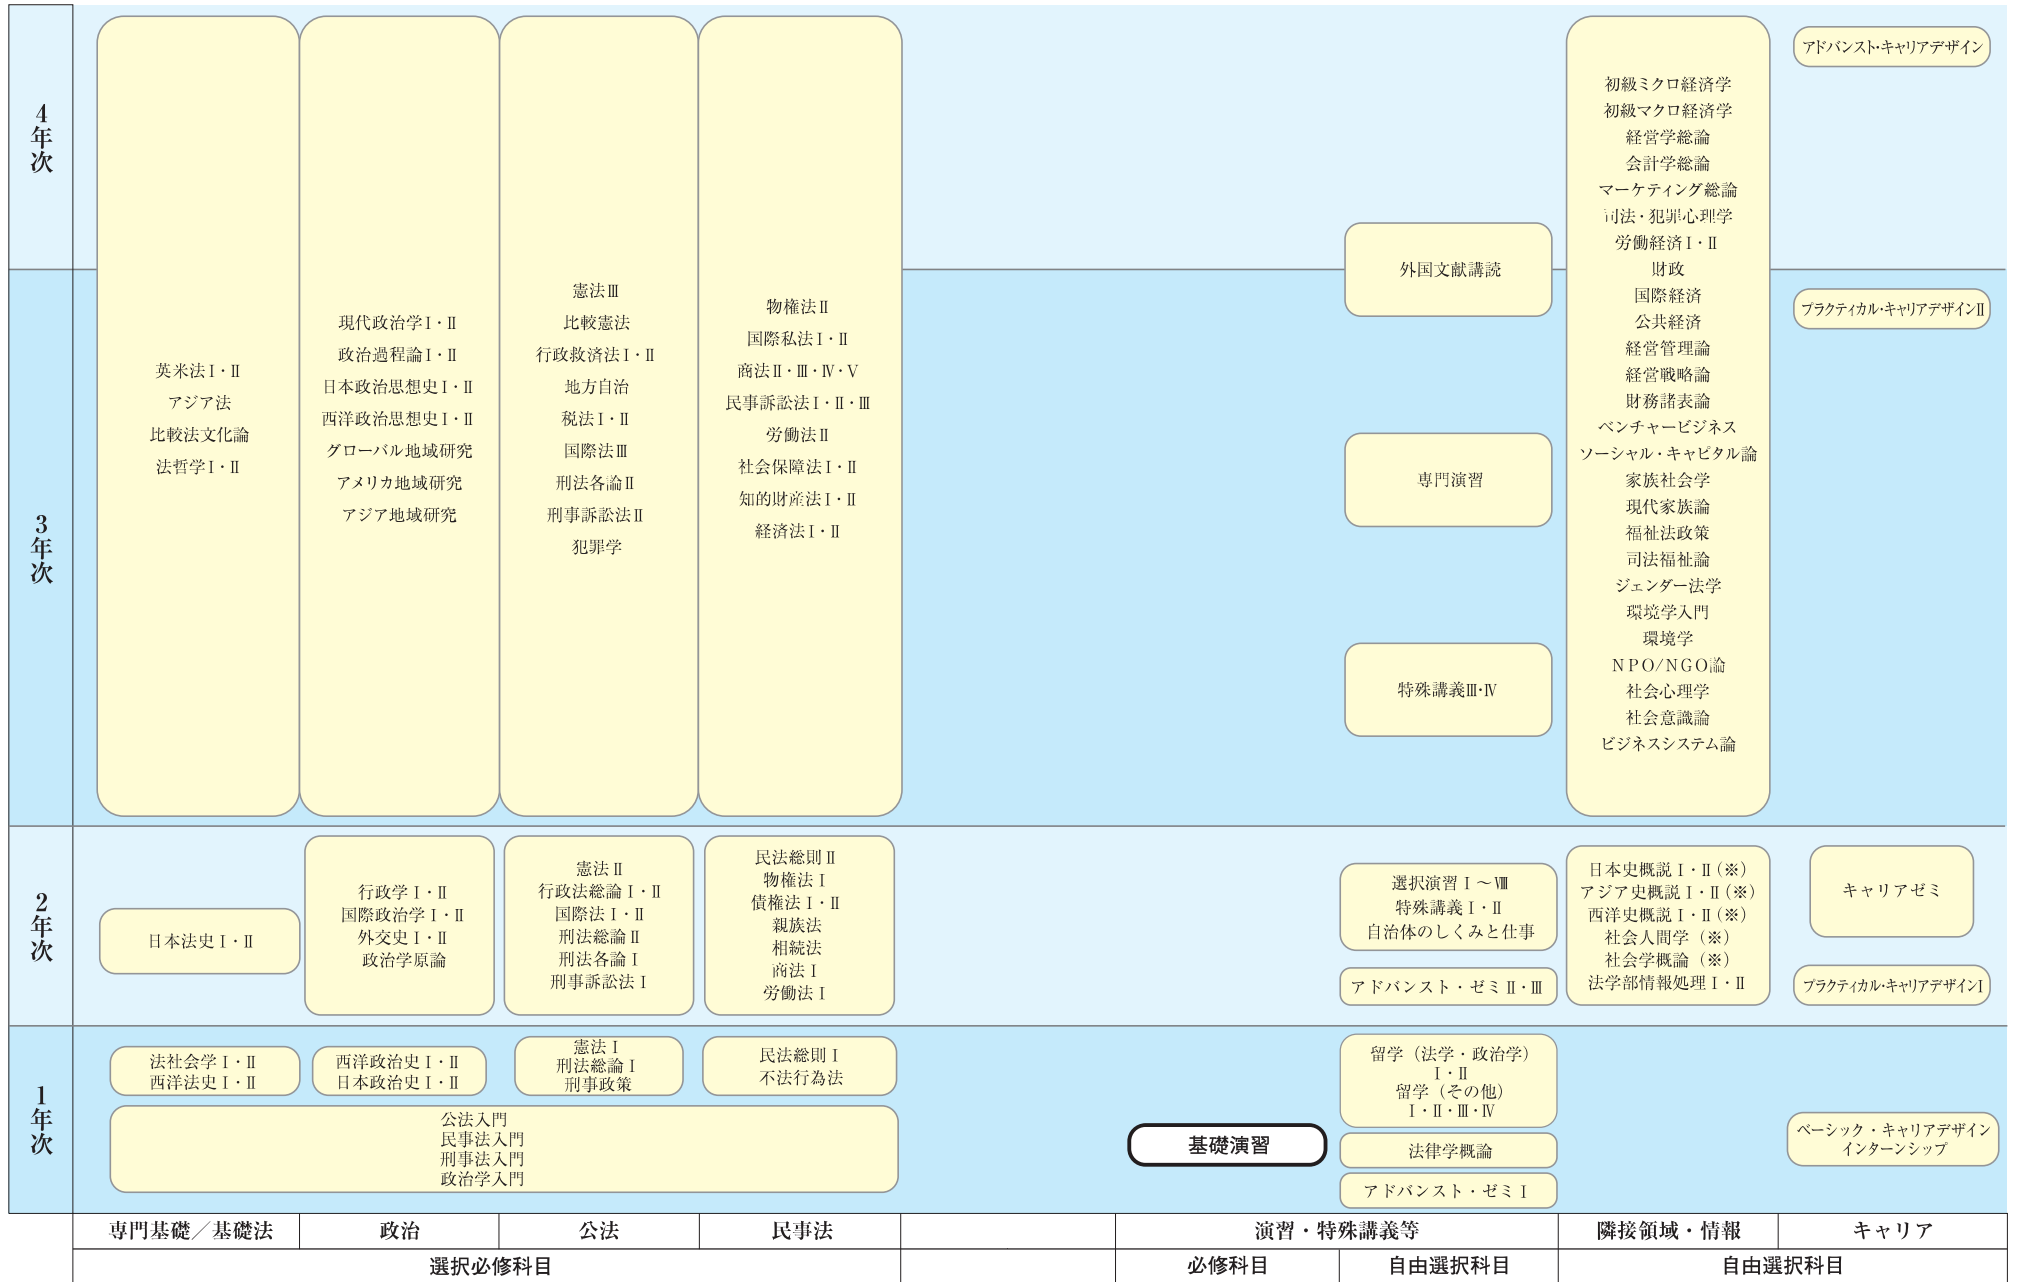 4年次
英米法Ⅰ・Ⅱ
アジア法
比較法文化論
法哲学Ⅰ・Ⅱ
現代政治学Ⅰ・Ⅱ
政治過程論Ⅰ・Ⅱ
日本政治思想史Ⅰ・Ⅱ
西洋政治思想史Ⅰ・Ⅱ
グローバル地域研究
アメリカ地域研究
アジア地域研究
憲法Ⅲ
比較憲法
行政救済法Ⅰ・Ⅱ
地方自治
税法Ⅰ・Ⅱ
国際法Ⅲ
刑法各論Ⅱ
刑事訴訟法Ⅱ
犯罪学
物権法Ⅱ
国際私法Ⅰ・Ⅱ
商法Ⅱ・Ⅲ・Ⅳ・Ⅴ
民事訴訟法Ⅰ・Ⅱ・Ⅲ
労働法Ⅱ
社会保障法Ⅰ・Ⅱ
知的財産法Ⅰ・Ⅱ
経済法Ⅰ・Ⅱ
外国文献講読
専門演習
特殊講義Ⅲ・Ⅳ
初級ミクロ経済学
初級マクロ経済学
経営学総論
会計学総論
マーケティング総論
司法・犯罪心理学
労働経済Ⅰ・Ⅱ
財政
国際経済
公共経済
経営管理論
経営戦略論
財務諸表論
ベンチャービジネス
ソーシャル・キャピタル論
家族社会学
現代家族論
福祉法政策
司法福祉論
ジェンダー法学
環境学入門
環境学
NPO/NGO論
社会心理学
社会意識論
ビジネスシステム論
アドバンスト・キャリアデザイン
プラクティカル・キャリアデザインⅡ
3年次
2年次
日本法史Ⅰ・Ⅱ
行政学Ⅰ・Ⅱ
国際政治学Ⅰ・Ⅱ
外交史Ⅰ・Ⅱ
政治学原論
憲法Ⅱ
行政法総論Ⅰ・Ⅱ
国際法Ⅰ・Ⅱ
刑法総論Ⅱ
刑法各論Ⅰ
刑事訴訟法Ⅰ
民法総則Ⅱ
物権法Ⅰ
債権法Ⅰ・Ⅱ
親族法
相続法
商法Ⅰ
労働法Ⅰ
選択演習Ⅰ～Ⅷ
特殊講義Ⅰ・Ⅱ
自治体のしくみと仕事
アドバンスト・ゼミⅡ・Ⅲ
日本史概説Ⅰ・Ⅱ(※)
アジア史概説Ⅰ・Ⅱ(※)
西洋史概説Ⅰ・Ⅱ(※)
社会人間学（※）
社会学概論（※）
法学部情報処理Ⅰ・Ⅱ
キャリアゼミ
プラクティカル・キャリアデザインⅠ
1年次
法社会学Ⅰ・Ⅱ
西洋法史Ⅰ・Ⅱ
西洋政治史Ⅰ・Ⅱ
日本政治史Ⅰ・Ⅱ
憲法Ⅰ
刑法総論Ⅰ
刑事政策
民法総則Ⅰ
不法行為法
公法入門
民事法入門
刑事法入門
政治学入門
基礎演習
留学（法学・政治学）
Ⅰ・Ⅱ
留学（その他）
Ⅰ・Ⅱ・Ⅲ・Ⅳ
法律学概論
アドバンスト・ゼミⅠ
ベーシック・キャリアデザイン
インターンシップ
専門基礎／基礎法
政治
公法
民事法
演習・特殊講義等
隣接領域・情報
キャリア
選択必修科目
必修科目
自由選択科目
自由選択科目